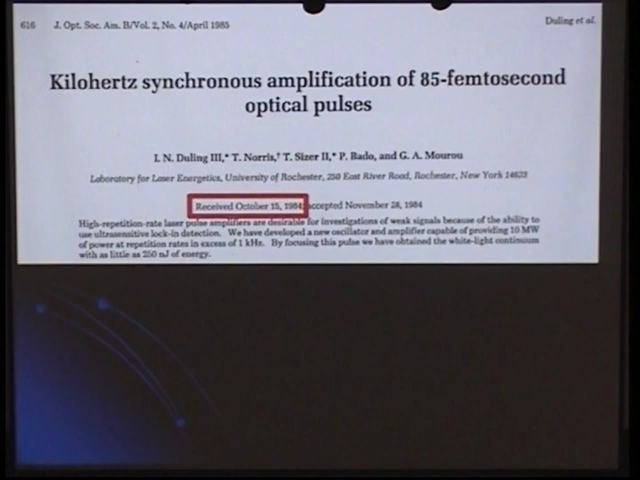 616 J. Opt. Soc. Am. B/Vol. 2, No. 4/April 1985 Duling et al.
Kilohertz synchronous amplification of 85-femtosecond
optical pulses
I. N. Duling III,* T. Norris,† T. Sizer II,* P. Bado, and G. A. Mourou
Laboratory for Laser Energetics, University of Rochester, 250 East River Road, Rochester, New York 14623
Received October 15, 1984; accepted November 28, 1984
High-repetition-rate laser pulse amplifiers are desirable for investigations of weak signals because of the ability to
use ultrasensitive lock-in detection. We have developed a new oscillator and amplifier capable of providing 10 MW
of power at repetition rates in excess of 1 kHz. By focusing this pulse we have obtained the white-light continuum
with as little as 250 nJ of energy.